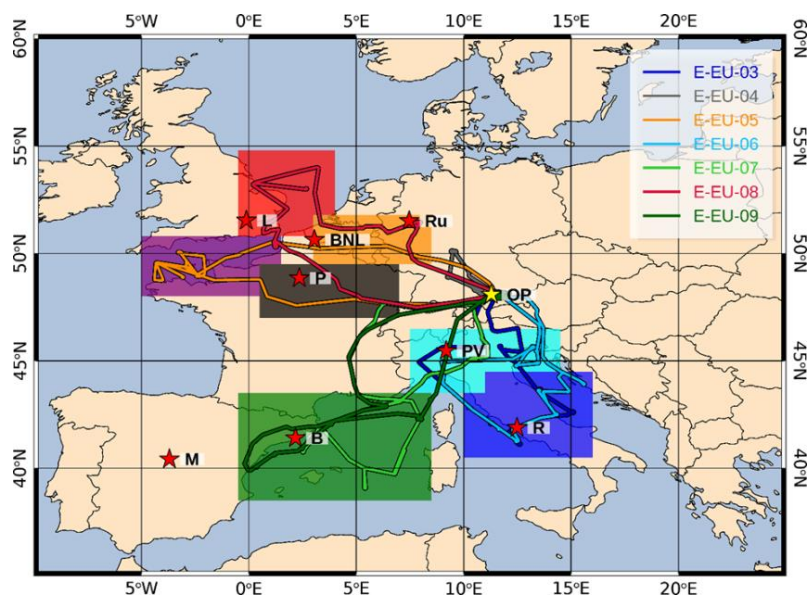 5°W 0°E 5°E 10°E 15°E 20°E
60°N 60°N
E-EU-03
E-EU-04
E-EU-05
E-EU-06
E-EU-07
E-EU-08
E-EU-09
55°N 55°N
L Ru
BNL
50°N 50°N
P
OP
PV
45°N 45°N
R
B
M
40°N 40°N
5°W 0°E 5°E 10°E 15°E 20°E